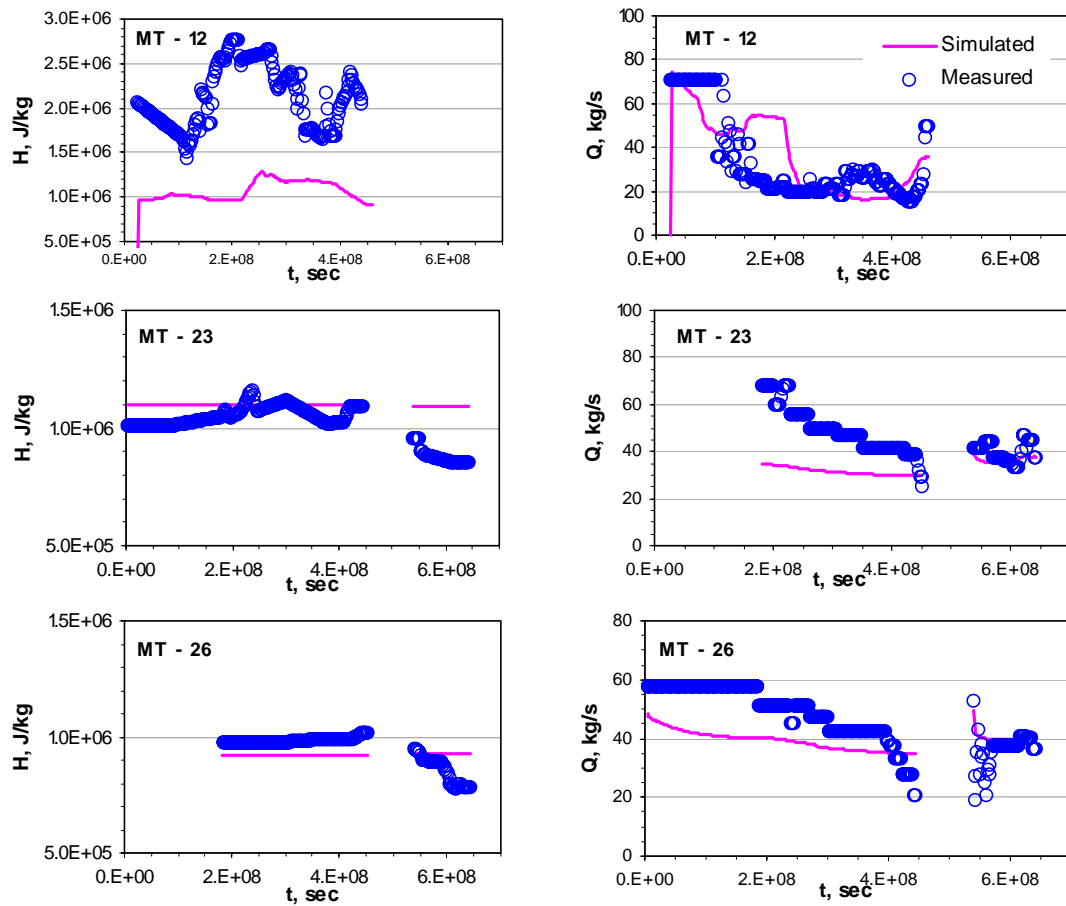 MT - 12
3.0E+06
2.5E+06
2.0E+06
1.5E+06
1.0E+06
5.0E+05
H, J/kg
0.E+00 2.E+08 4.E+08 6.E+08
t, sec
MT - 12
Simulated
Measured
100
80
60
40
20
0
Q, kg/s
0.E+00 2.E+08 4.E+08 6.E+08
t, sec
MT - 23
1.5E+06
1.0E+06
5.0E+05
H, J/kg
0.E+00 2.E+08 4.E+08 6.E+08
t, sec
MT - 23
100
80
60
40
20
0
Q, kg/s
0.E+00 2.E+08 4.E+08 6.E+08
t, sec
MT - 26
1.5E+06
1.0E+06
5.0E+05
H, J/kg
0.E+00 2.E+08 4.E+08 6.E+08
t, sec
MT - 26
80
60
40
20
0
Q, kg/s
0.E+00 2.E+08 4.E+08 6.E+08
t, sec